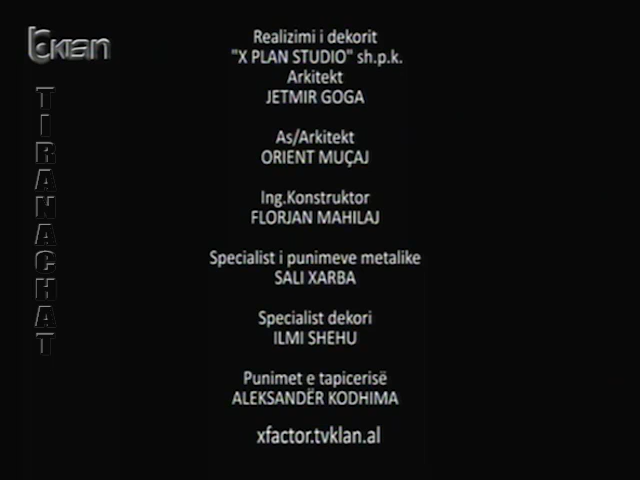 Klan
TIRANACHAT
Realizimi i dekorit
"X PLAN STUDIO" sh.p.k.
Arkitekt
JETMIR GOGA
As/Arkitekt
ORIENT MUÇAJ
Ing.Konstruktor
FLORJAN MAHILAJ
Specialist i punimeve metalike
SALI XARBA
Specialist dekori
ILMI SHEHU
Punimet e tapicerisë
ALEKSANDËR KODHIMA
xfactor.tvklan.al